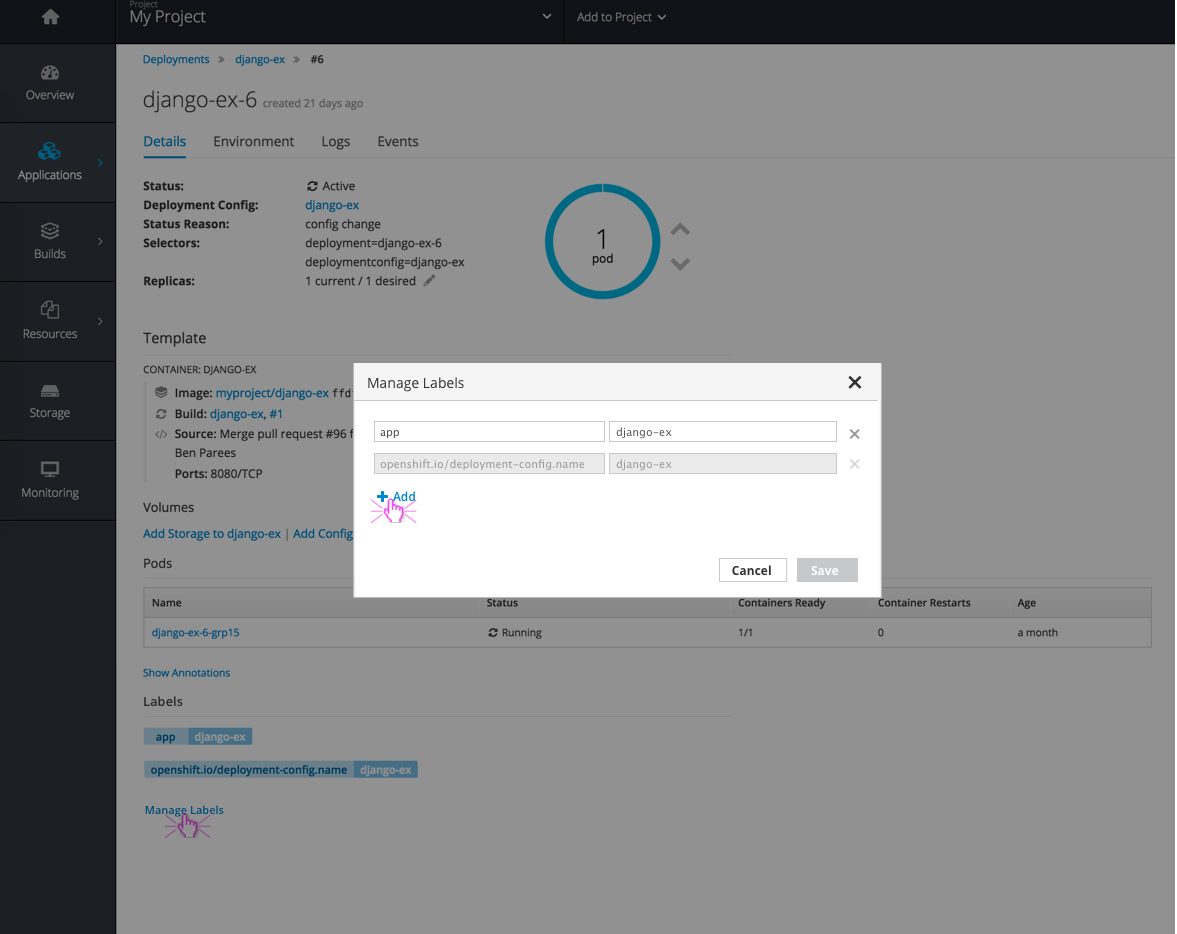 Project
My Project
Add to Project
Overview
Applications
Builds
Resources
Storage
Monitoring
Deployments » django-ex » #6
django-ex-6 created 21 days ago
Details Environment Logs Events
Status: Active
Deployment Config: django-ex
Status Reason: config change
Selectors: deployment=django-ex-6
deploymentconfig=django-ex
Replicas: 1 current / 1 desired
1
pod
Template
CONTAINER: DJANGO-EX
Image: myproject/django-ex ffd
Build: django-ex, #1
</> Source: Merge pull request #96 f
Ben Parees
Ports: 8080/TCP
Volumes
Add Storage to django-ex | Add Config
Pods
Name Status Containers Ready Container Restarts Age
django-ex-6-grp15 Running 1/1 0 a month
Show Annotations
Labels
app django-ex
openshift.io/deployment-config.name django-ex
Manage Labels
Manage Labels
app django-ex
openshift.io/deployment-config.name django-ex
Add
Cancel Save